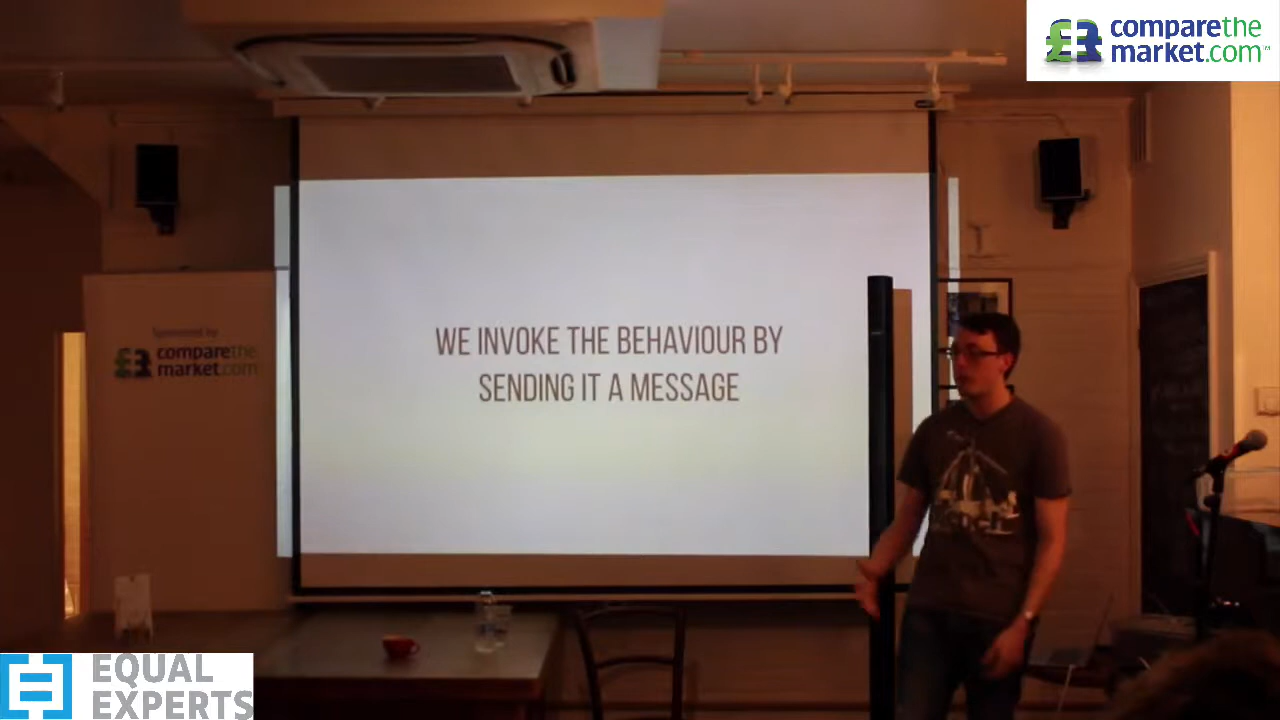 comparethe
market.com
WE INVOKE THE BEHAVIOUR BY
SENDING IT A MESSAGE
Sponsored by
comparethe
market.com
EQUAL
EXPERTS